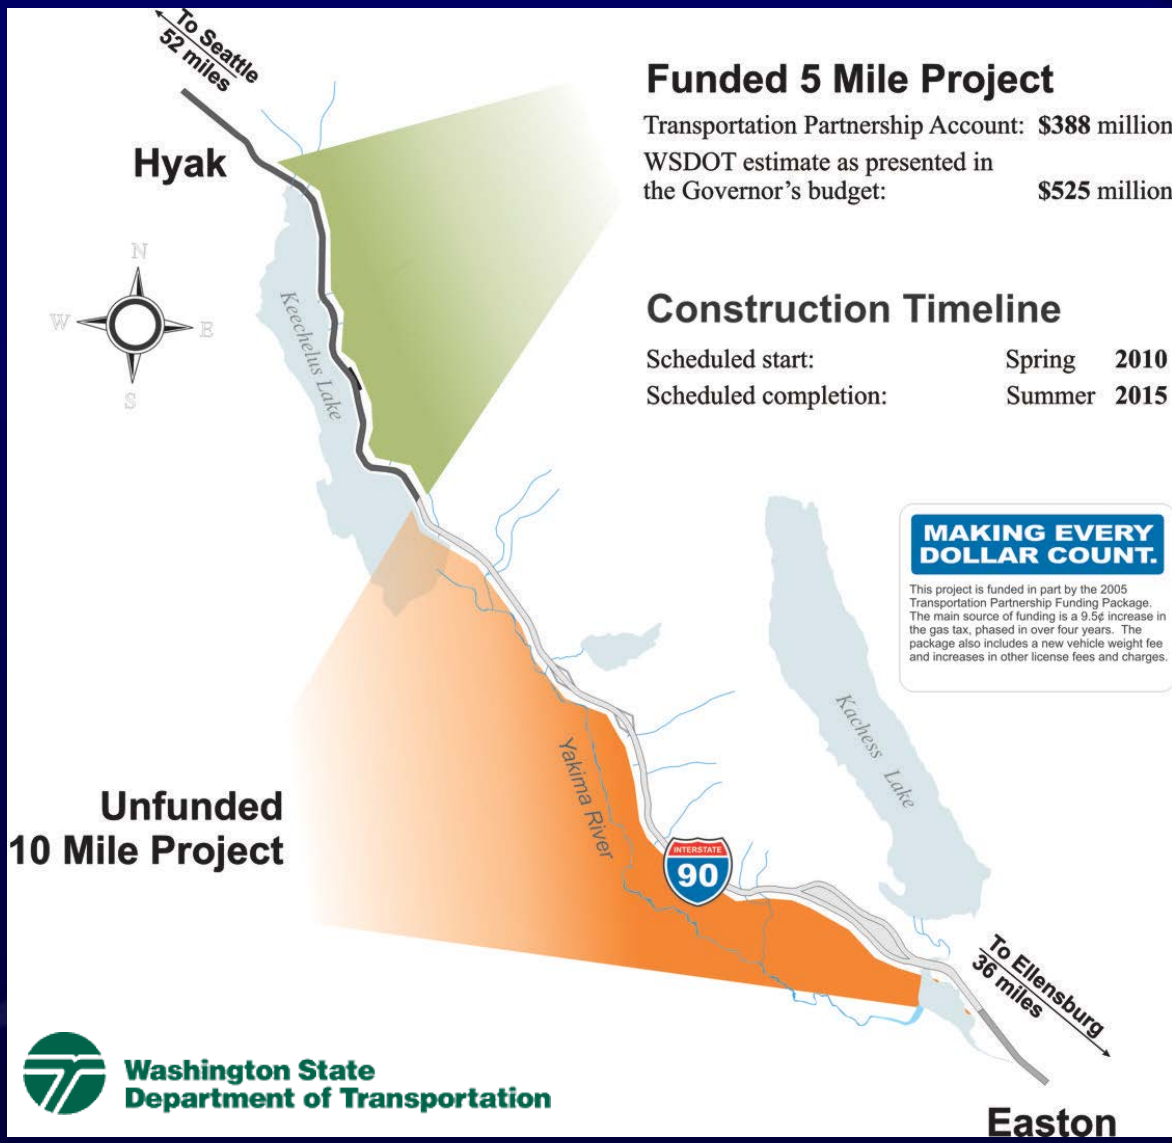 To Seattle
52 miles
Hyak
Funded 5 Mile Project
Transportation Partnership Account: $388 million
WSDOT estimate as presented in
the Governor's budget: $525 million
N
W E
S
Keechelus Lake
Construction Timeline
Scheduled start: Spring 2010
Scheduled completion: Summer 2015
MAKING EVERY
DOLLAR COUNT.
This project is funded in part by the 2005
Transportation Partnership Funding Package.
The main source of funding is a 9.5¢ increase in
the gas tax, phased in over four years. The
package also includes a new vehicle weight fee
and increases in other license fees and charges.
Kachess Lake
Yakima River
Unfunded
10 Mile Project
INTERSTATE
90
To Ellensburg
36 miles
Washington State
Department of Transportation
Easton